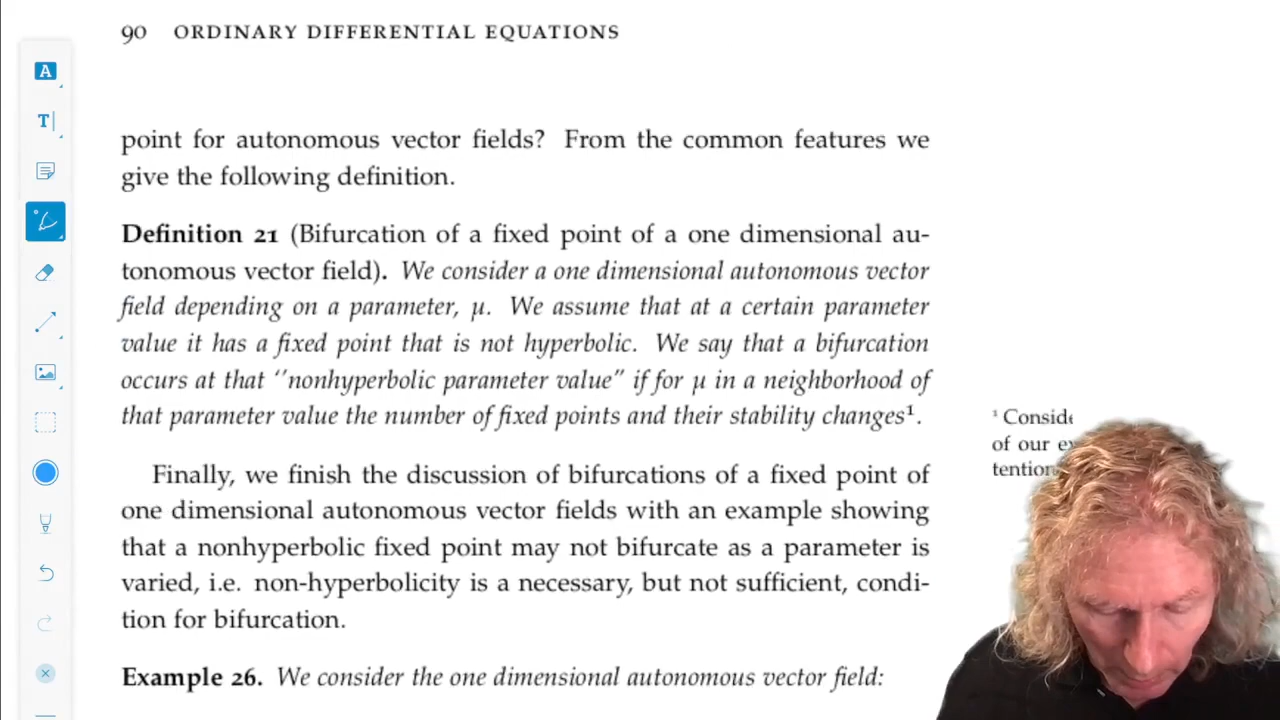 90 ORDINARY DIFFERENTIAL EQUATIONS
A
T
point for autonomous vector fields? From the common features we
give the following definition.
Definition 21 (Bifurcation of a fixed point of a one dimensional au-
tonomous vector field). We consider a one dimensional autonomous vector
field depending on a parameter, μ. We assume that at a certain parameter
value it has a fixed point that is not hyperbolic. We say that a bifurcation
occurs at that ‘’nonhyperbolic parameter value” if for μ in a neighborhood of
that parameter value the number of fixed points and their stability changes¹.
¹
of our
Finally, we finish the discussion of bifurcations of a fixed point of
one dimensional autonomous vector fields with an example showing
that a nonhyperbolic fixed point may not bifurcate as a parameter is
varied, i.e. non-hyperbolicity is a necessary, but not sufficient, condi-
tion for bifurcation.
Example 26. We consider the one dimensional autonomous vector field: